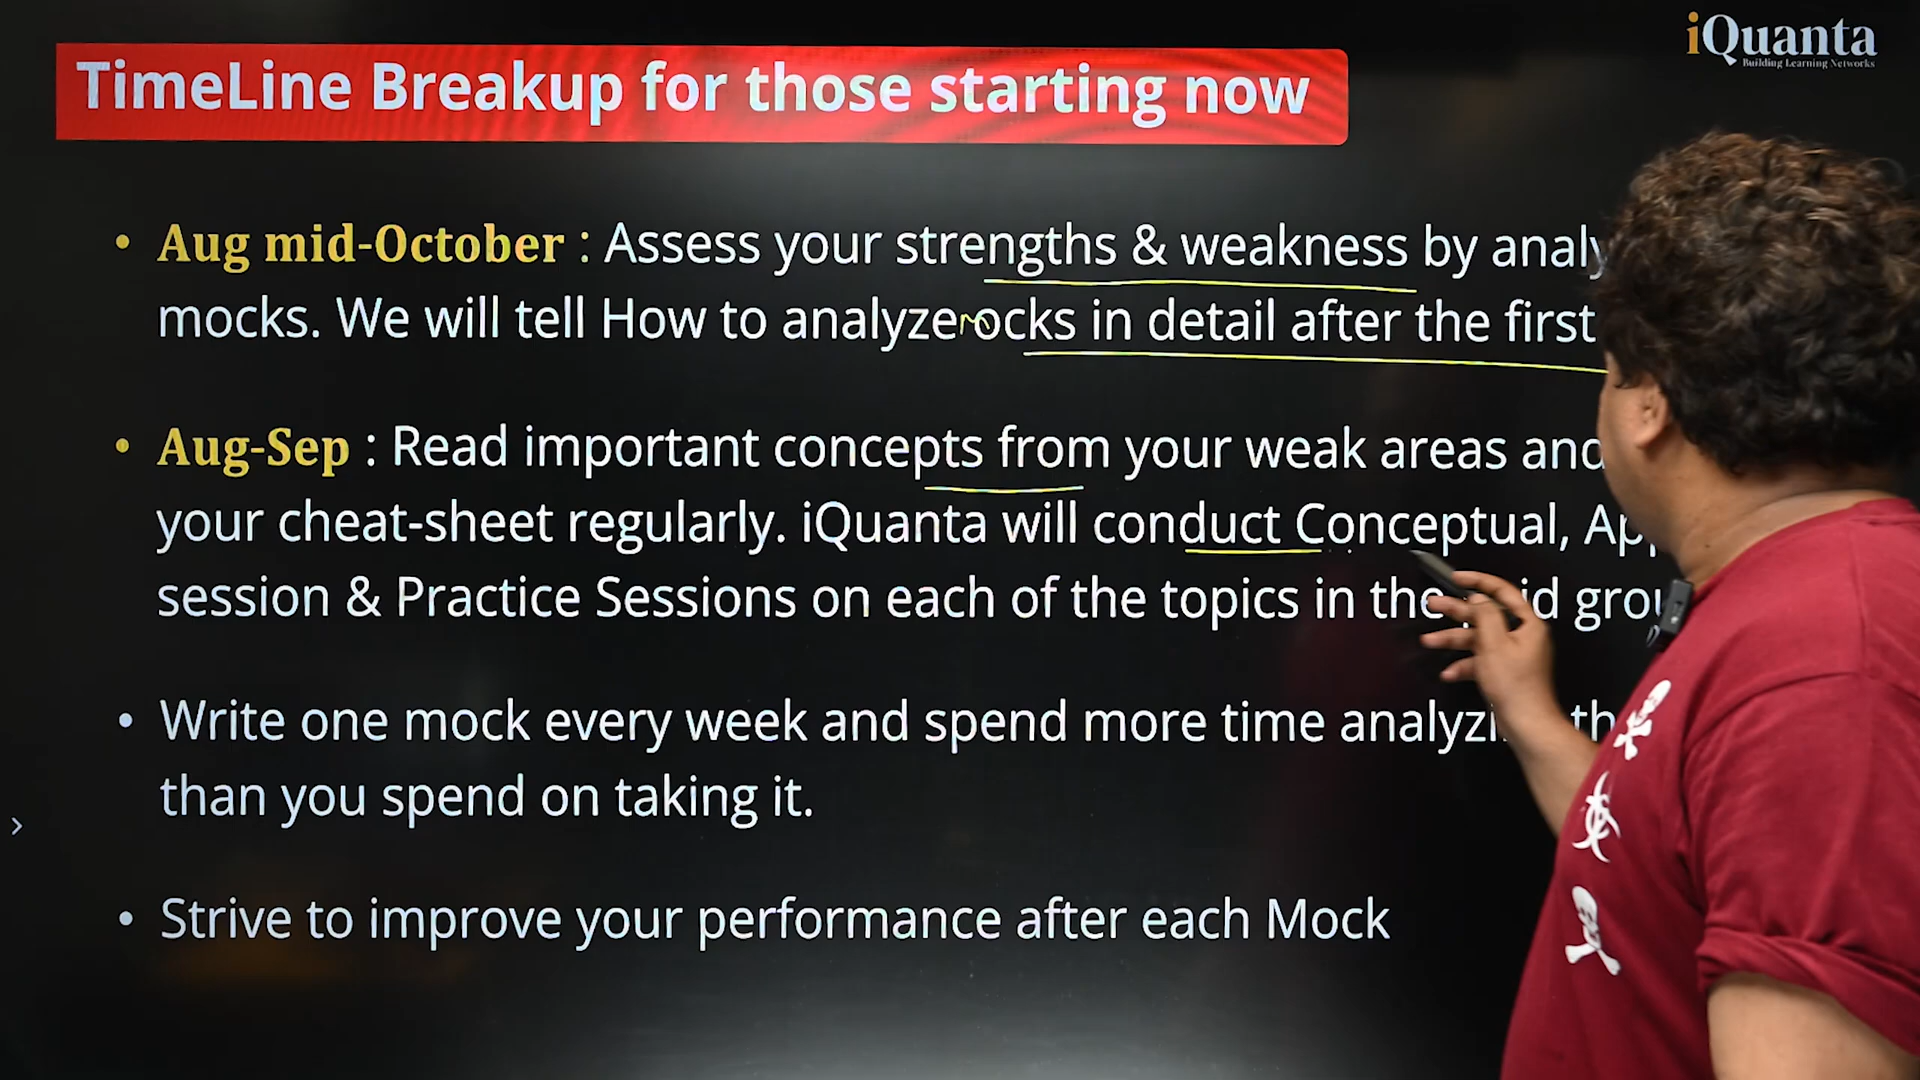 iQuanta
Building Learning Networks
TimeLine Breakup for those starting now
• Aug mid-October : Assess your strengths & weakness by
mocks. We will tell How to analyze mocks in detail after the first
• Aug-Sep : Read important concepts from your weak areas and
your cheat-sheet regularly. iQuanta will conduct Conceptual,
session & Practice Sessions on each of the topics in the
• Write one mock every week and spend more time
than you spend on taking it.
• Strive to improve your performance after each Mock